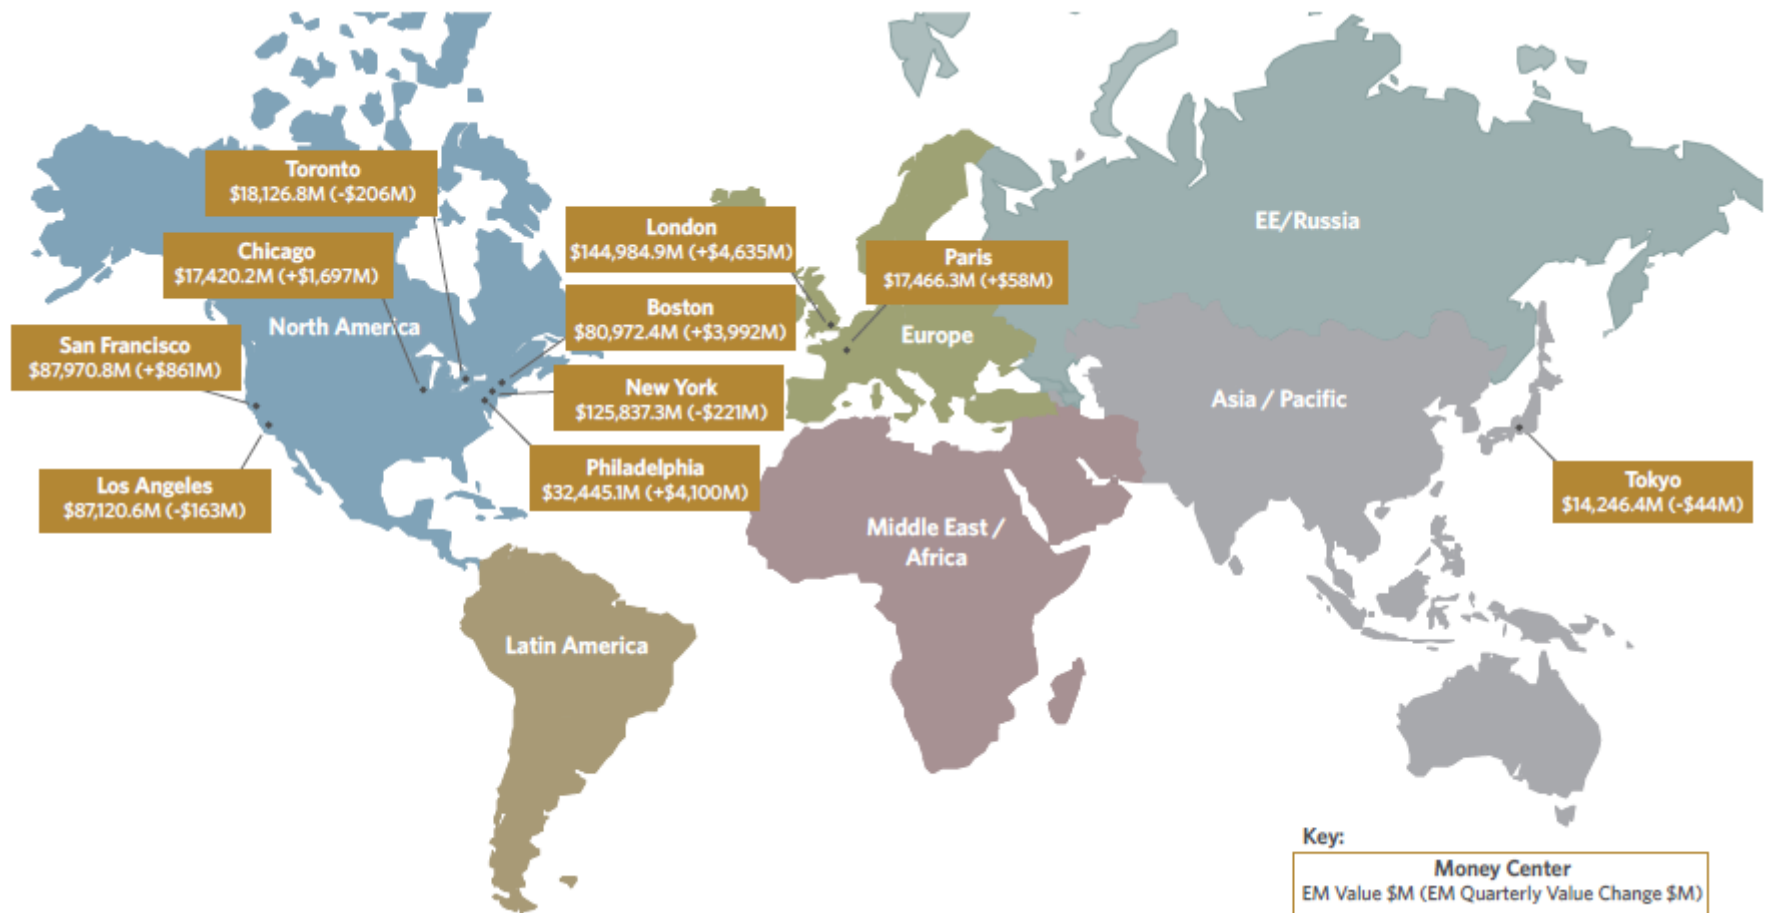 Toronto
$18,126.8M (-$206M)
Chicago
$17,420.2M (+$1,697M)
North America
San Francisco
$87,970.8M (+$861M)
Los Angeles
$87,120.6M (-$163M)
London
$144,984.9M (+$4,635M)
Paris
$17,466.3M (+$58M)
Boston
$80,972.4M (+$3,992M)
New York
$125,837.3M (-$221M)
Philadelphia
$32,445.1M (+$4,100M)
Europe
EE/Russia
Asia / Pacific
Tokyo
$14,246.4M (-$44M)
Middle East /
Africa
Latin America
Key:
Money Center
EM Value $M (EM Quarterly Value Change $M)